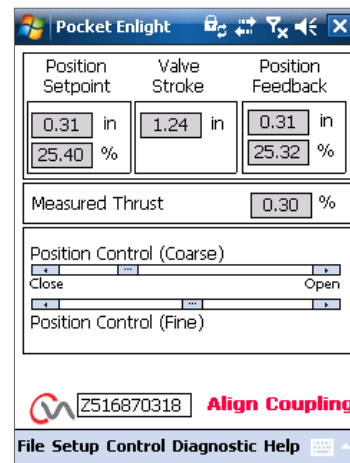 Pocket Enlight
Position Setpoint
Valve Stroke
Position Feedback
0.31 in
1.24 in
0.31 in
25.40 %
25.32 %
Measured Thrust 0.30 %
Position Control (Coarse)
Close Open
Position Control (Fine)
Z516870318 Align Coupling
File Setup Control Diagnostic Help